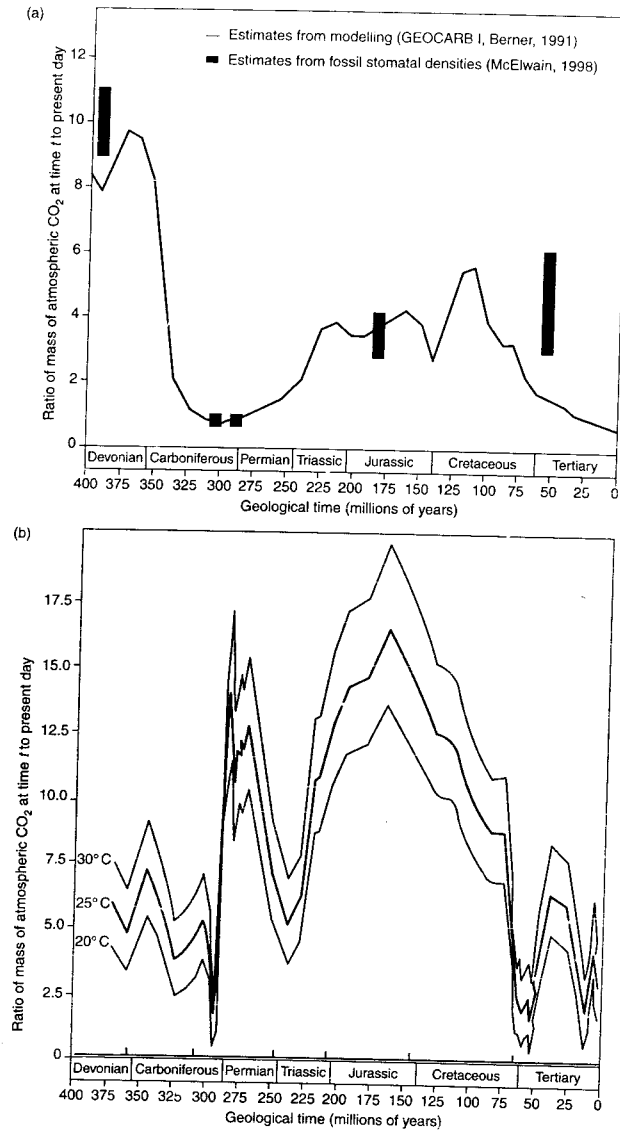 (a)
Estimates from modelling (GEOCARB I, Berner, 1991)
Estimates from fossil stomatal densities (McElwain, 1998)
Ratio of mass of atmospheric CO2 at time t to present day
12
10
8
6
4
2
0
Devonian Carboniferous Permian Triassic Jurassic Cretaceous Tertiary
400 375 350 325 300 275 250 225 200 175 150 125 100 75 50 25 0
Geological time (millions of years)
(b)
Ratio of mass of atmospheric CO2 at time t to present day
17.5
15.0
12.5
10.0
7.5
5.0
2.5
0
30°C
25°C
20°C
Devonian Carboniferous Permian Triassic Jurassic Cretaceous Tertiary
400 375 350 325 300 275 250 225 200 175 150 125 100 75 50 25 0
Geological time (millions of years)